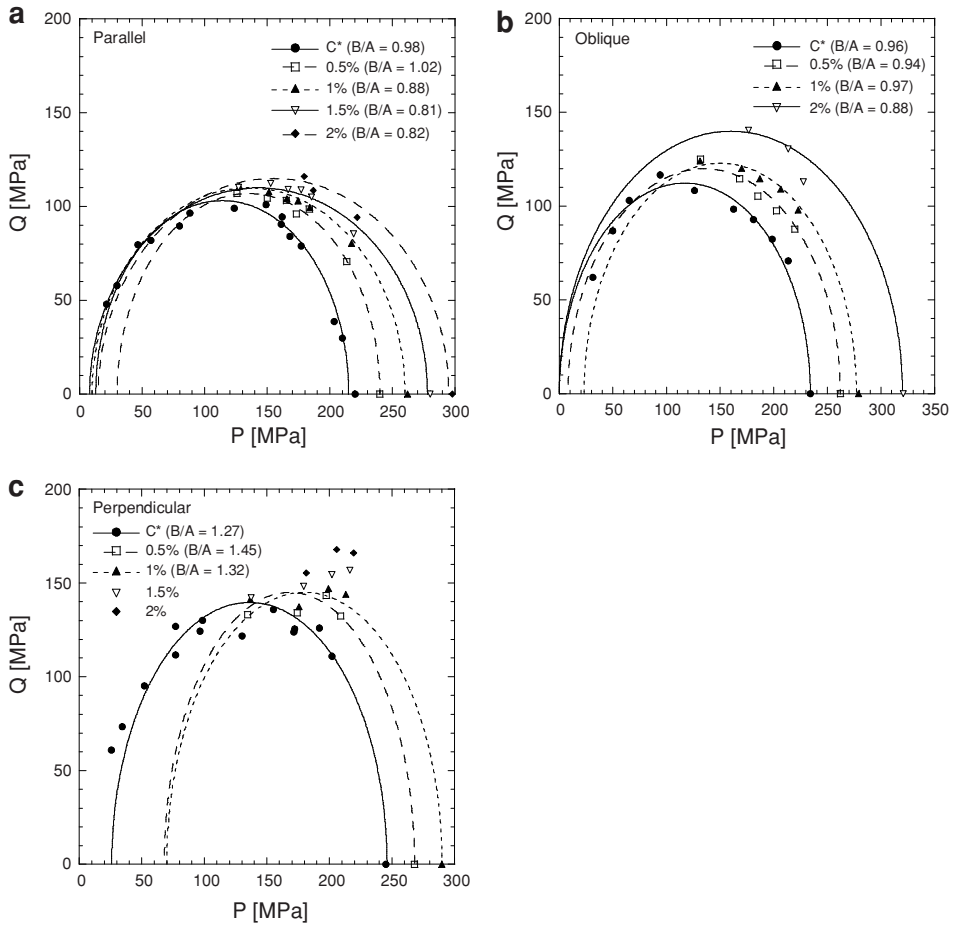 a
Parallel
C* (B/A = 0.98)
0.5% (B/A = 1.02)
1% (B/A = 0.88)
1.5% (B/A = 0.81)
2% (B/A = 0.82)
200
150
100
50
0
Q [MPa]
0 50 100 150 200 250 300
P [MPa]
b
Oblique
C* (B/A = 0.96)
0.5% (B/A = 0.94)
1% (B/A = 0.97)
2% (B/A = 0.88)
200
150
100
50
0
Q [MPa]
0 50 100 150 200 250 300 350
P [MPa]
c
Perpendicular
C* (B/A = 1.27)
0.5% (B/A = 1.45)
1% (B/A = 1.32)
1.5%
2%
200
150
100
50
0
Q [MPa]
0 50 100 150 200 250 300
P [MPa]